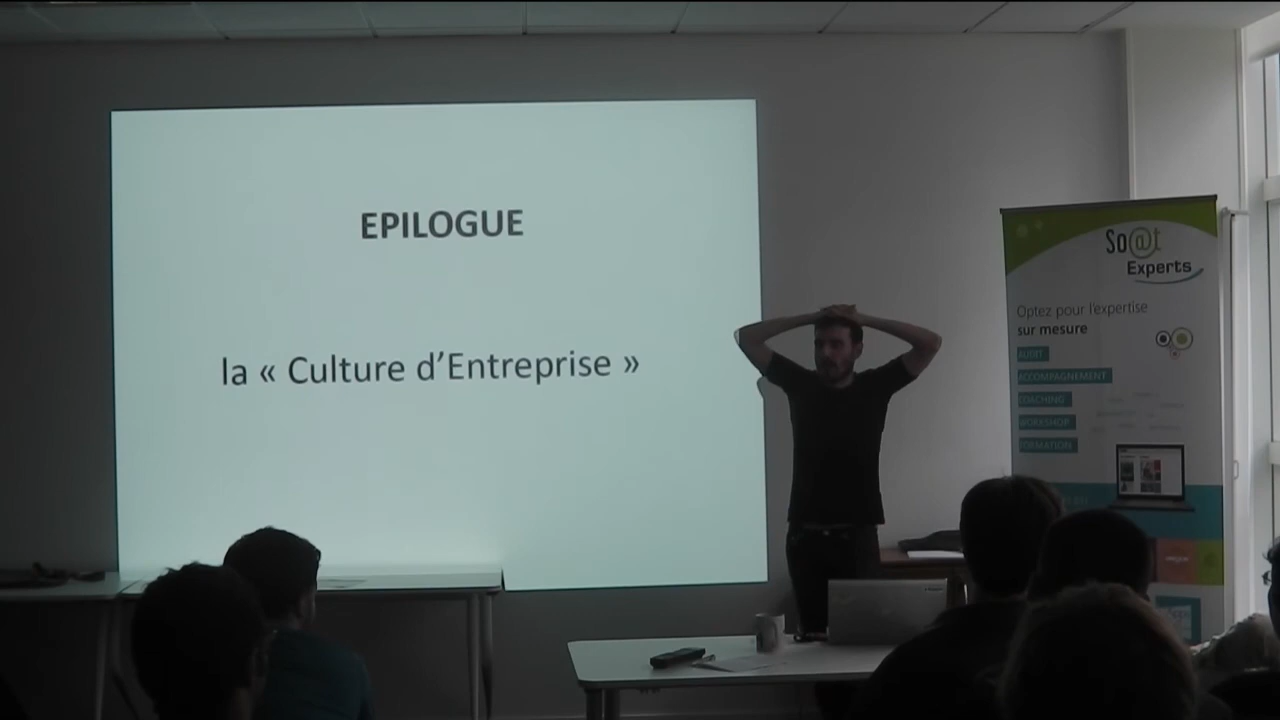 EPILOGUE
la « Culture d’Entreprise »
So@t
Experts
Optez pour l'expertise
sur mesure
AUDIT
ACCOMPAGNEMENT
COACHING
WORKSHOP
FORMATION